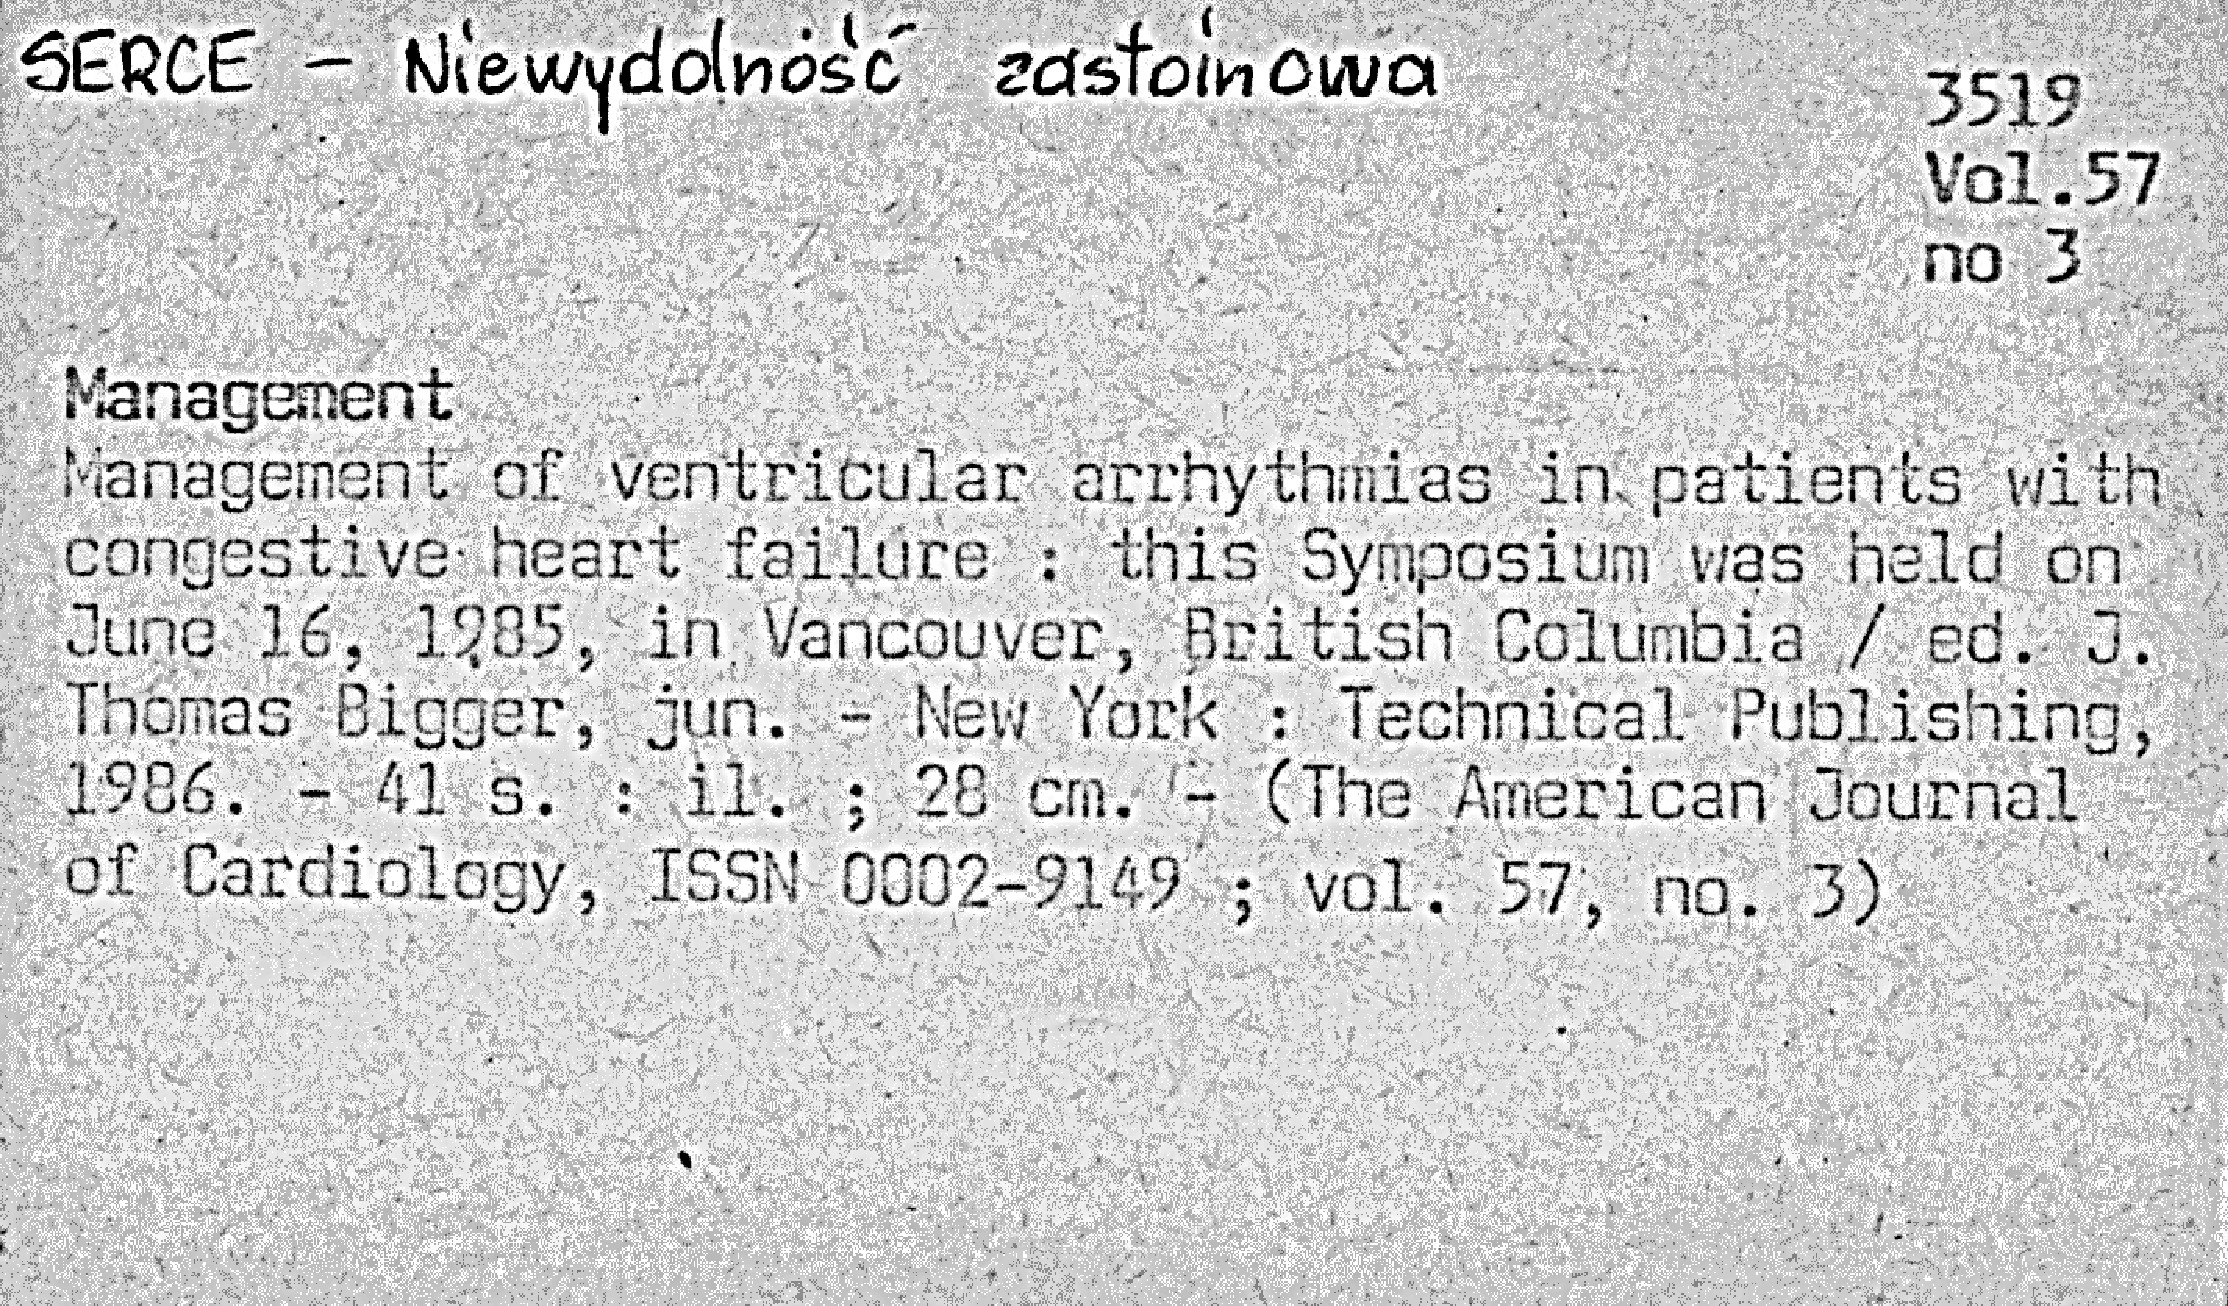 SERCE - Niewydolność zastoinowa
3519
Vol.57
no 3
Management
Management of ventricular arrhythmias in patients with
congestive heart failure : this Symposium was held on
June 16, 1985, in Vancouver, British Columbia / ed. J.
Thomas Bigger, jun. - New York : Technical Publishing,
1986. - 41 s. : il. ; 28 cm. - (The American Journal
of Cardiology, ISSN 0002-9149 ; vol. 57, no. 3)